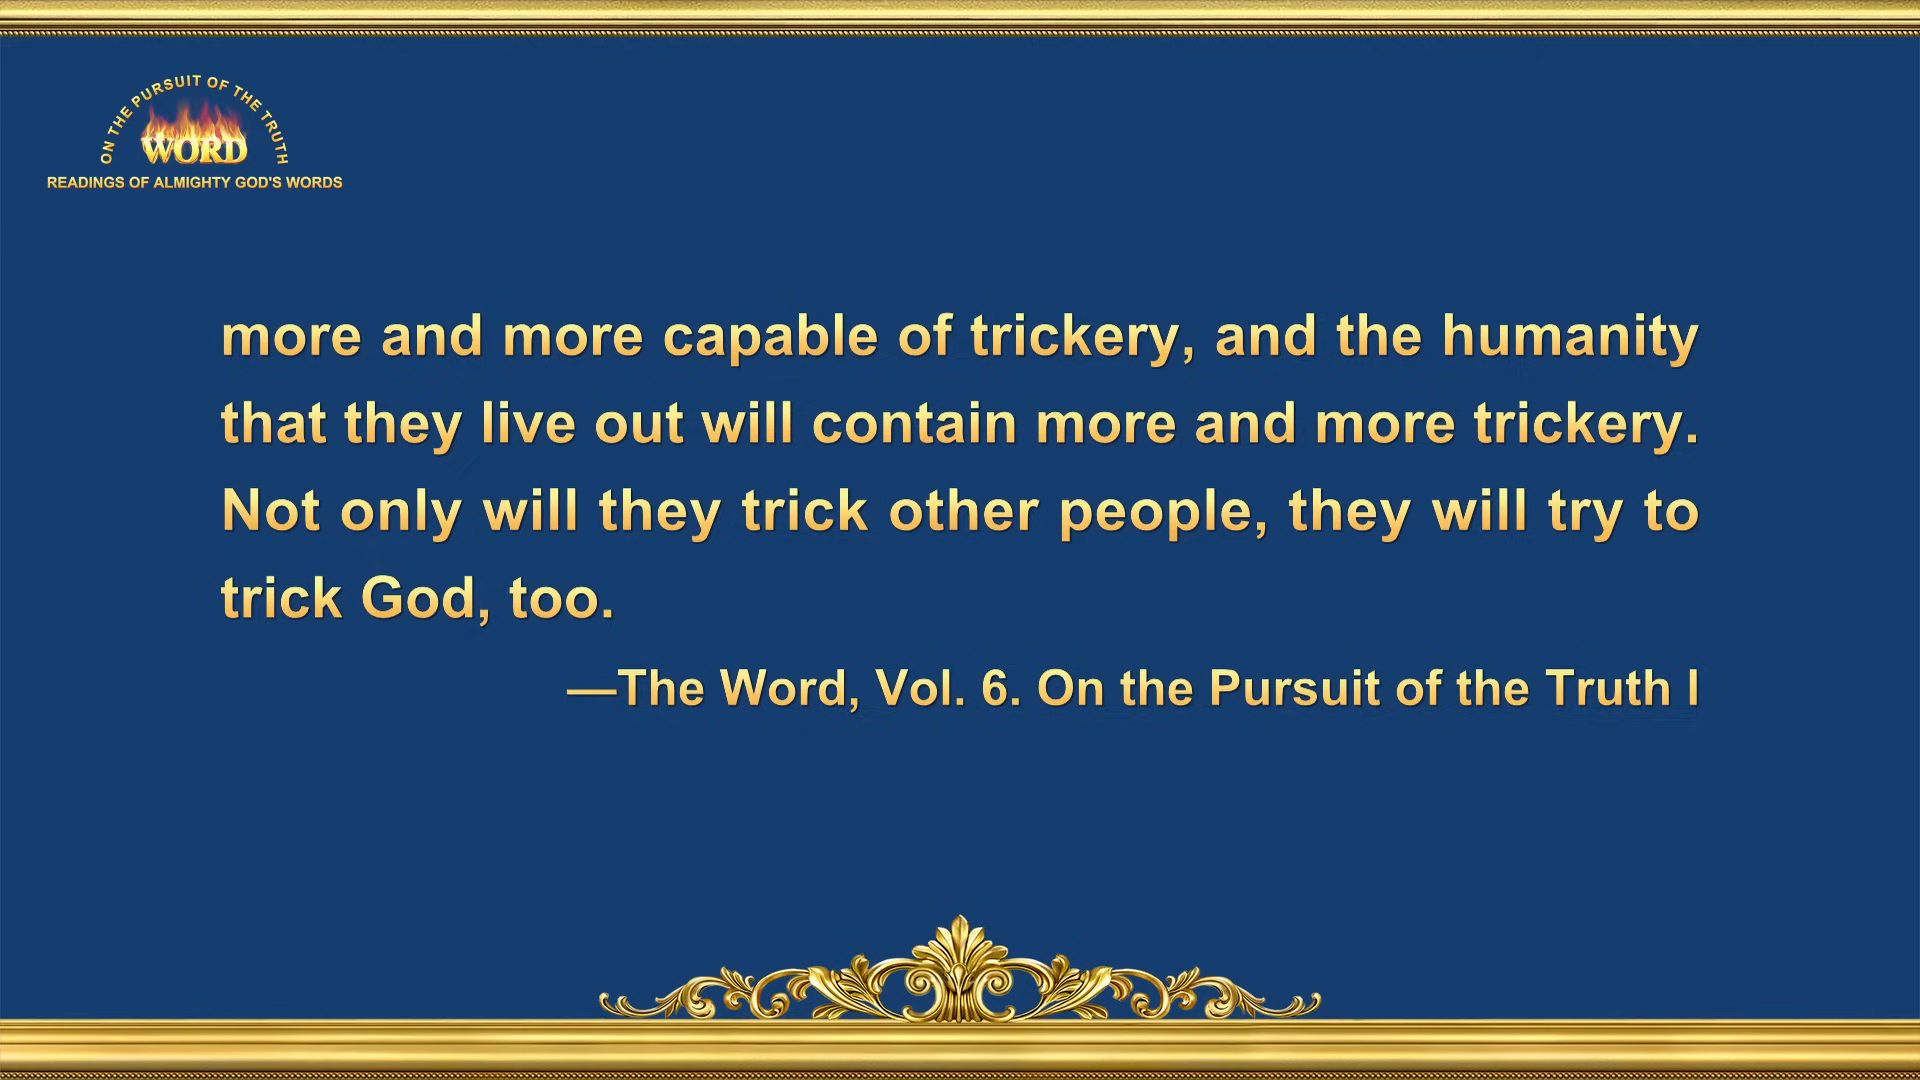 ON THE PURSUIT OF THE TRUTH
WORD
READINGS OF ALMIGHTY GOD'S WORDS
more and more capable of trickery, and the humanity
that they live out will contain more and more trickery.
Not only will they trick other people, they will try to
trick God, too.
—The Word, Vol. 6. On the Pursuit of the Truth I